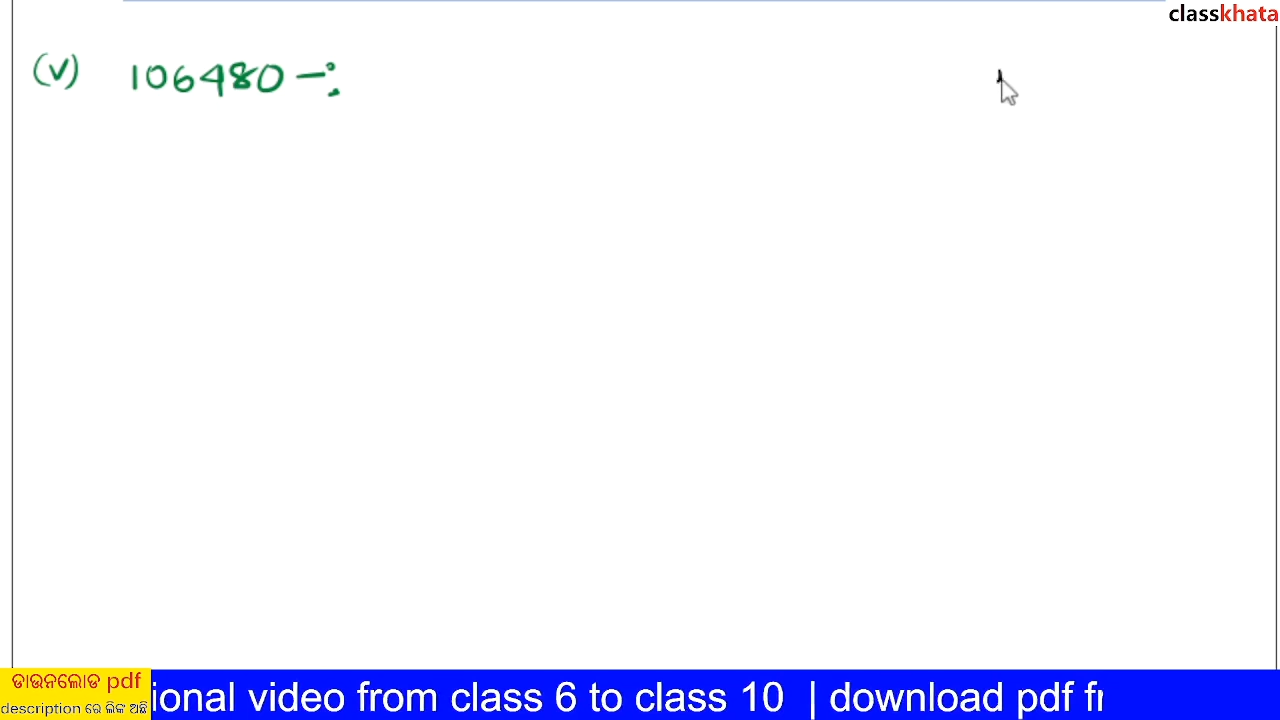 classkhata
(v) 106480 -:
ଡାଉନଲୋଡ pdf
description ରେ ଲିଙ୍କ ଅଛି
ional video from class 6 to class 10 | download pdf fr